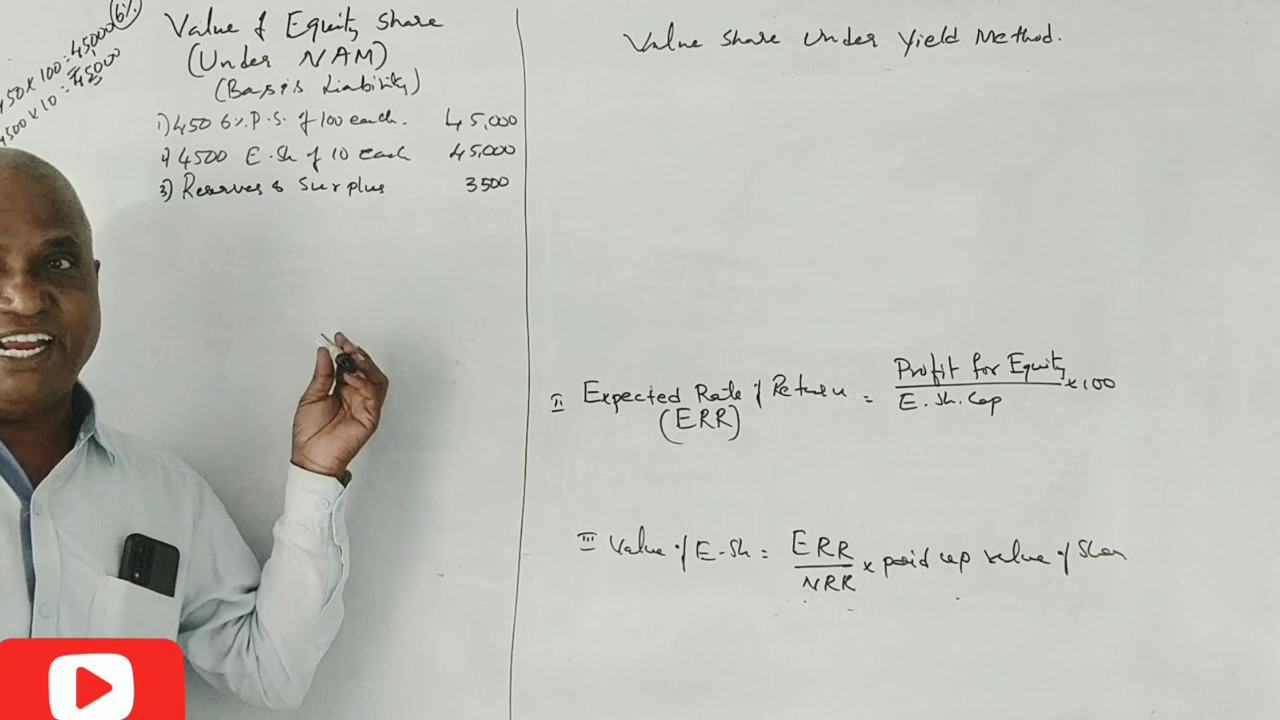 6%
450 x 100 = 45,000
4500 x 10 = 45000
Value of Equity Share
(Under NAM)
(Basis Liability)
1) 450 6% P.S. of 100 each. 45,000
2) 4500 E.Sh of 10 each 45,000
3) Reserves & Surplus 3500
Value Share Under Yield Method.
II Expected Rate of Return = Profit for Equity x 100
E.Sh.Cap
(ERR)
III Value of E-Sh = ERR x paid up value of
NRR